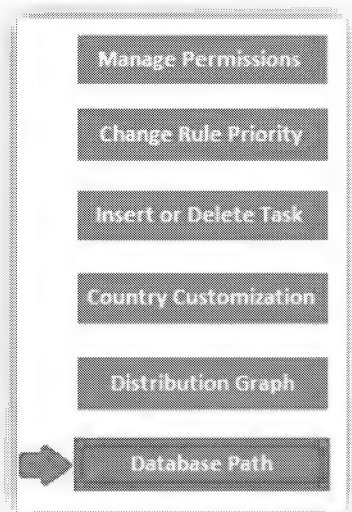 Manage Permissions
Change Rule Priority
Insert or Delete Task
Country Customization
Distribution Graph
Database Path